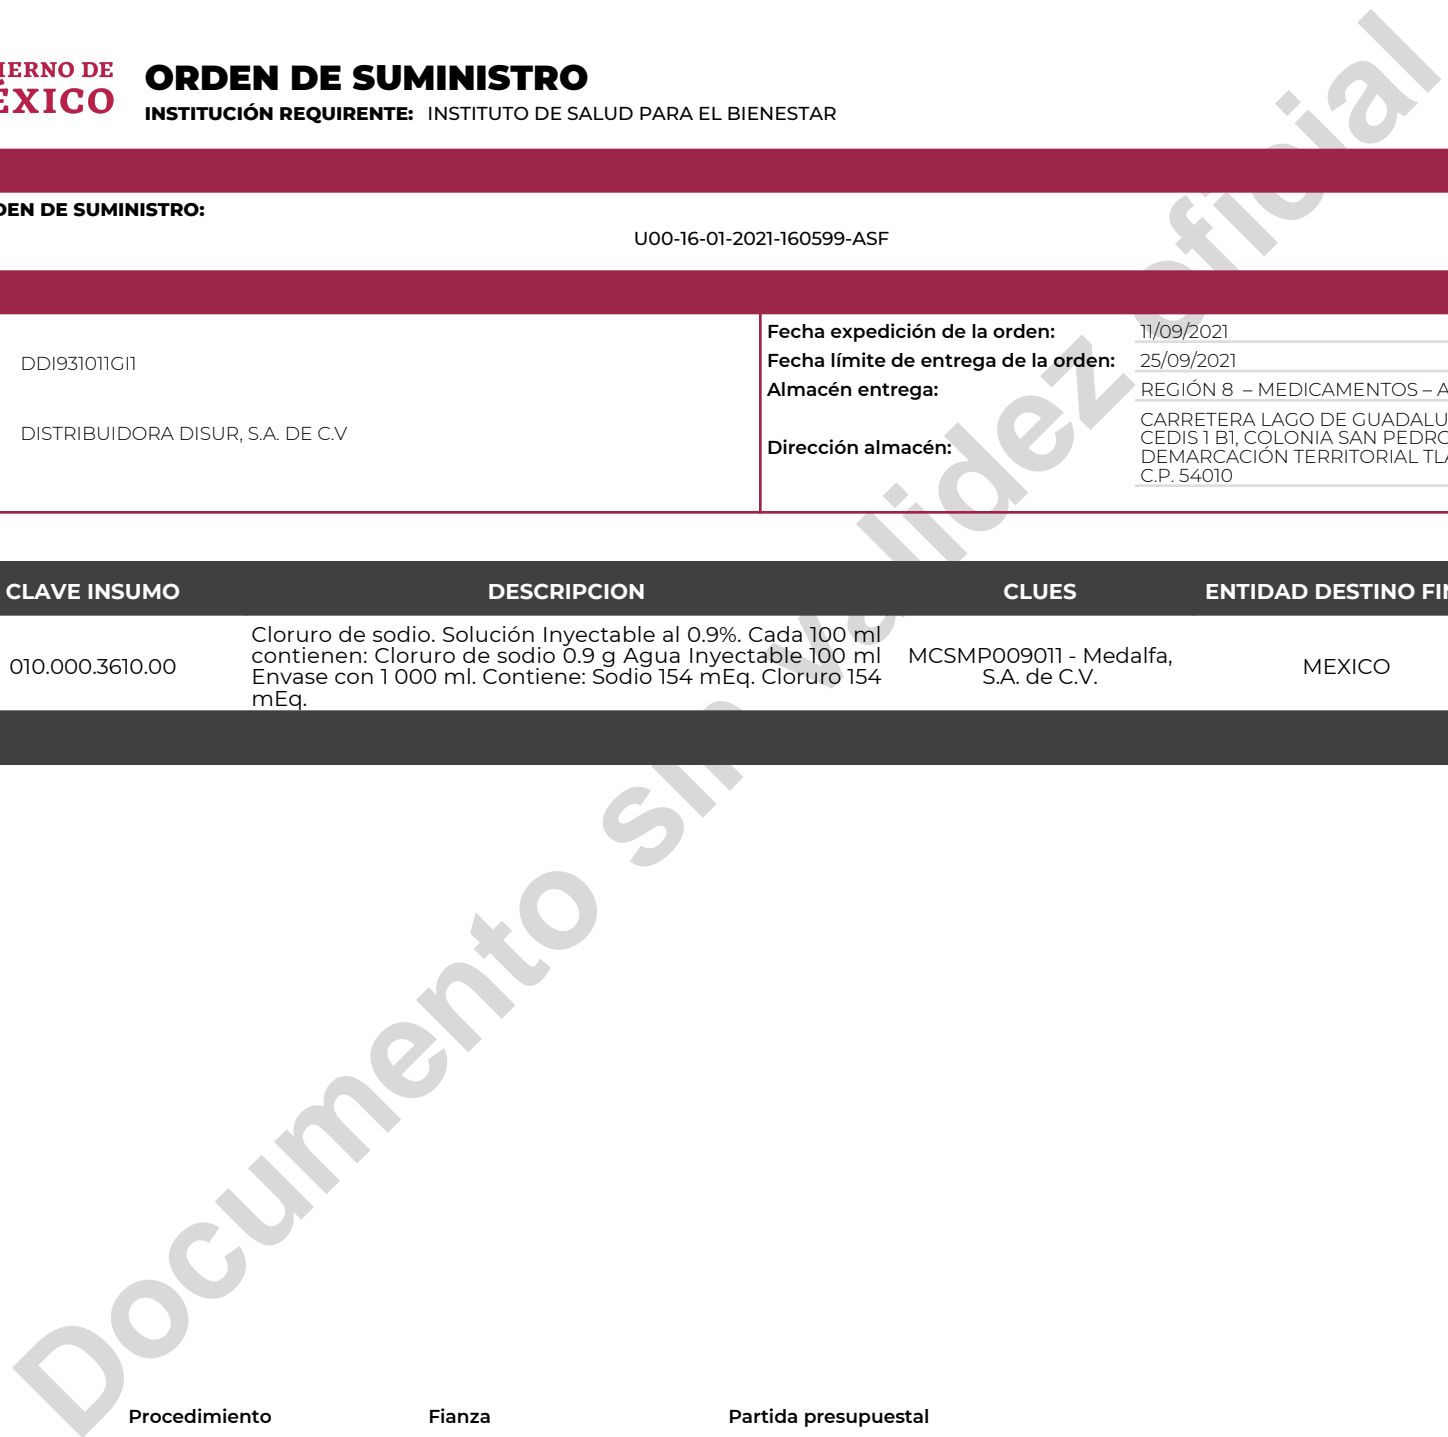 IERNO DE
ÉXICO
ORDEN DE SUMINISTRO
INSTITUCIÓN REQUIRENTE: INSTITUTO DE SALUD PARA EL BIENESTAR
DEN DE SUMINISTRO:
U00-16-01-2021-160599-ASF
DDI931011GI1
DISTRIBUIDORA DISUR, S.A. DE C.V
Fecha expedición de la orden: 11/09/2021
Fecha límite de entrega de la orden: 25/09/2021
Almacén entrega: REGIÓN 8 – MEDICAMENTOS – A
Dirección almacén:
CARRETERA LAGO DE GUADALU
CEDIS 1 B1, COLONIA SAN PEDRO
DEMARCACIÓN TERRITORIAL TLA
C.P. 54010
CLAVE INSUMO DESCRIPCION CLUES ENTIDAD DESTINO FIN
010.000.3610.00
Cloruro de sodio. Solución Inyectable al 0.9%. Cada 100 ml
contienen: Cloruro de sodio 0.9 g Agua Inyectable 100 ml
Envase con 1 000 ml. Contiene: Sodio 154 mEq. Cloruro 154
mEq.
MCSMP009011 - Medalfa,
S.A. de C.V.
MEXICO
Documento sin validez oficial
Procedimiento Fianza Partida presupuestal